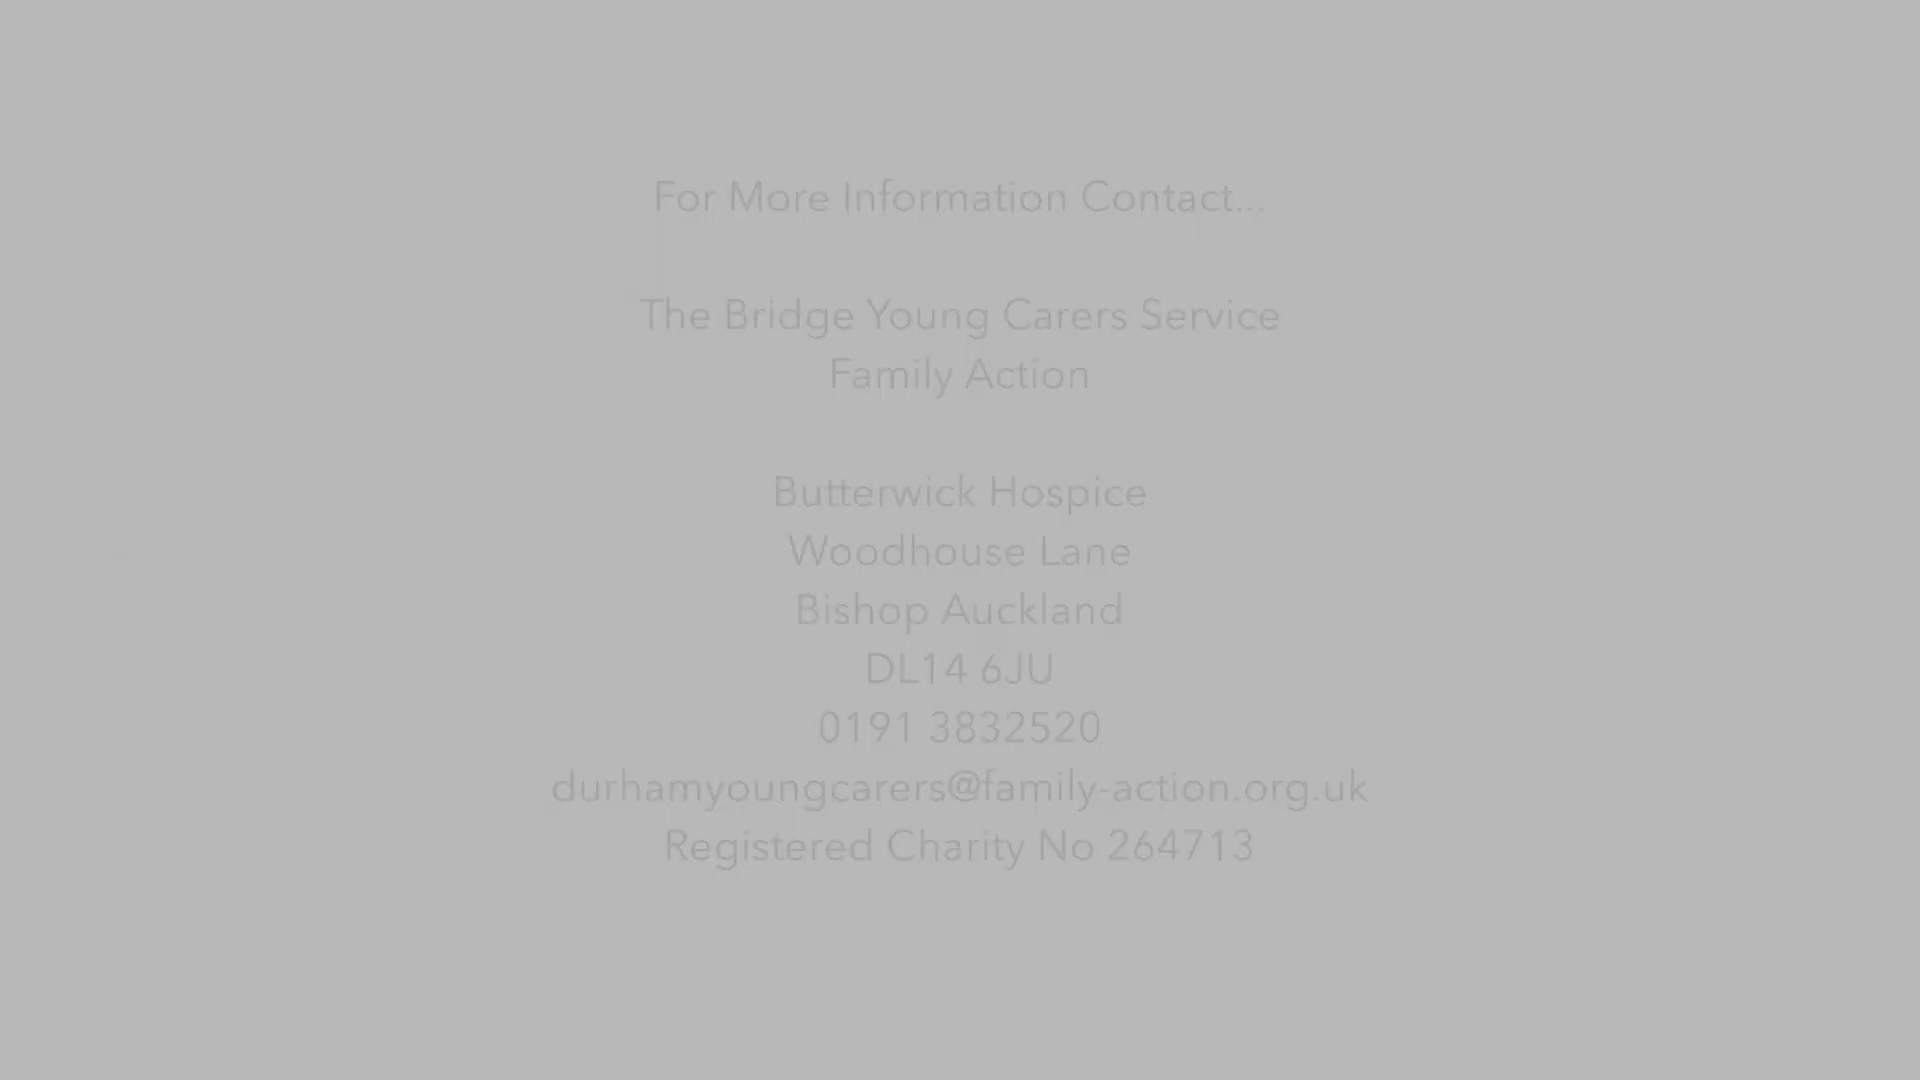 For More Information Contact...
The Bridge Young Carers Service
Family Action
Butterwick Hospice
Woodhouse Lane
Bishop Auckland
DL14 6JU
0191 3832520
durhamyoungcarers@family-action.org.uk
Registered Charity No 264713